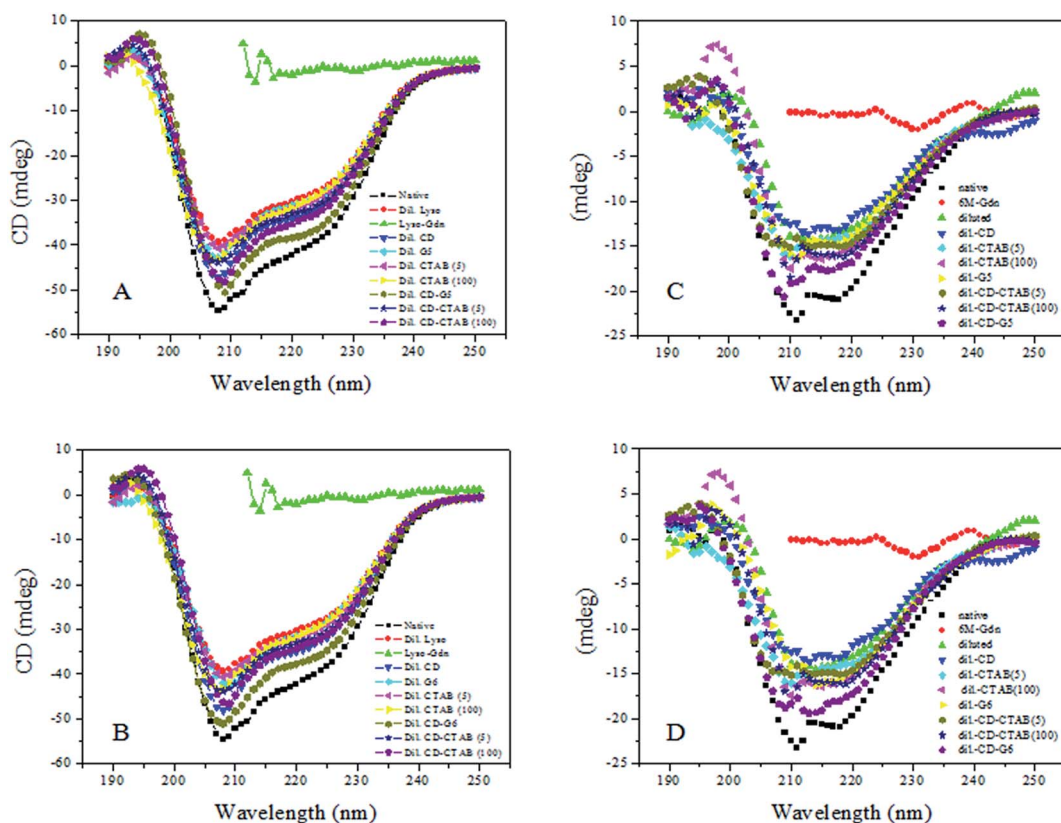 10
0
-10
-20
-30
-40
-50
-60
CD (mdeg)
A
Native
Dil. Lyso
Lyso-Gdn
Dil. CD
Dil. G5
Dil. CTAB (5)
Dil. CTAB (100)
Dil. CD-G5
Dil. CD-CTAB (5)
Dil. CD-CTAB (100)
190 200 210 220 230 240 250
Wavelength (nm)
10
5
0
-5
-10
-15
-20
-25
(mdeg)
C
native
6M-Gdn
diluted
dil-CD
dil-CTAB(5)
dil-CTAB(100)
dil-G5
dil-CD-CTAB(5)
dil-CD-CTAB(100)
dil-CD-G5
190 200 210 220 230 240 250
Wavelength (nm)
10
0
-10
-20
-30
-40
-50
-60
CD (mdeg)
B
Native
Dil. Lyso
Lyso-Gdn
Dil. CD
Dil. G6
Dil. CTAB (5)
Dil. CTAB (100)
Dil. CD-G6
Dil. CD-CTAB (5)
Dil. CD-CTAB (100)
190 200 210 220 230 240 250
Wavelength (nm)
10
5
0
-5
-10
-15
-20
-25
(mdeg)
D
native
6M-Gdn
diluted
dil-CD
dil-CTAB(5)
dil-CTAB(100)
dil-G6
dil-CD-CTAB(5)
dil-CD-CTAB(100)
dil-CD-G6
190 200 210 220 230 240 250
Wavelength (nm)